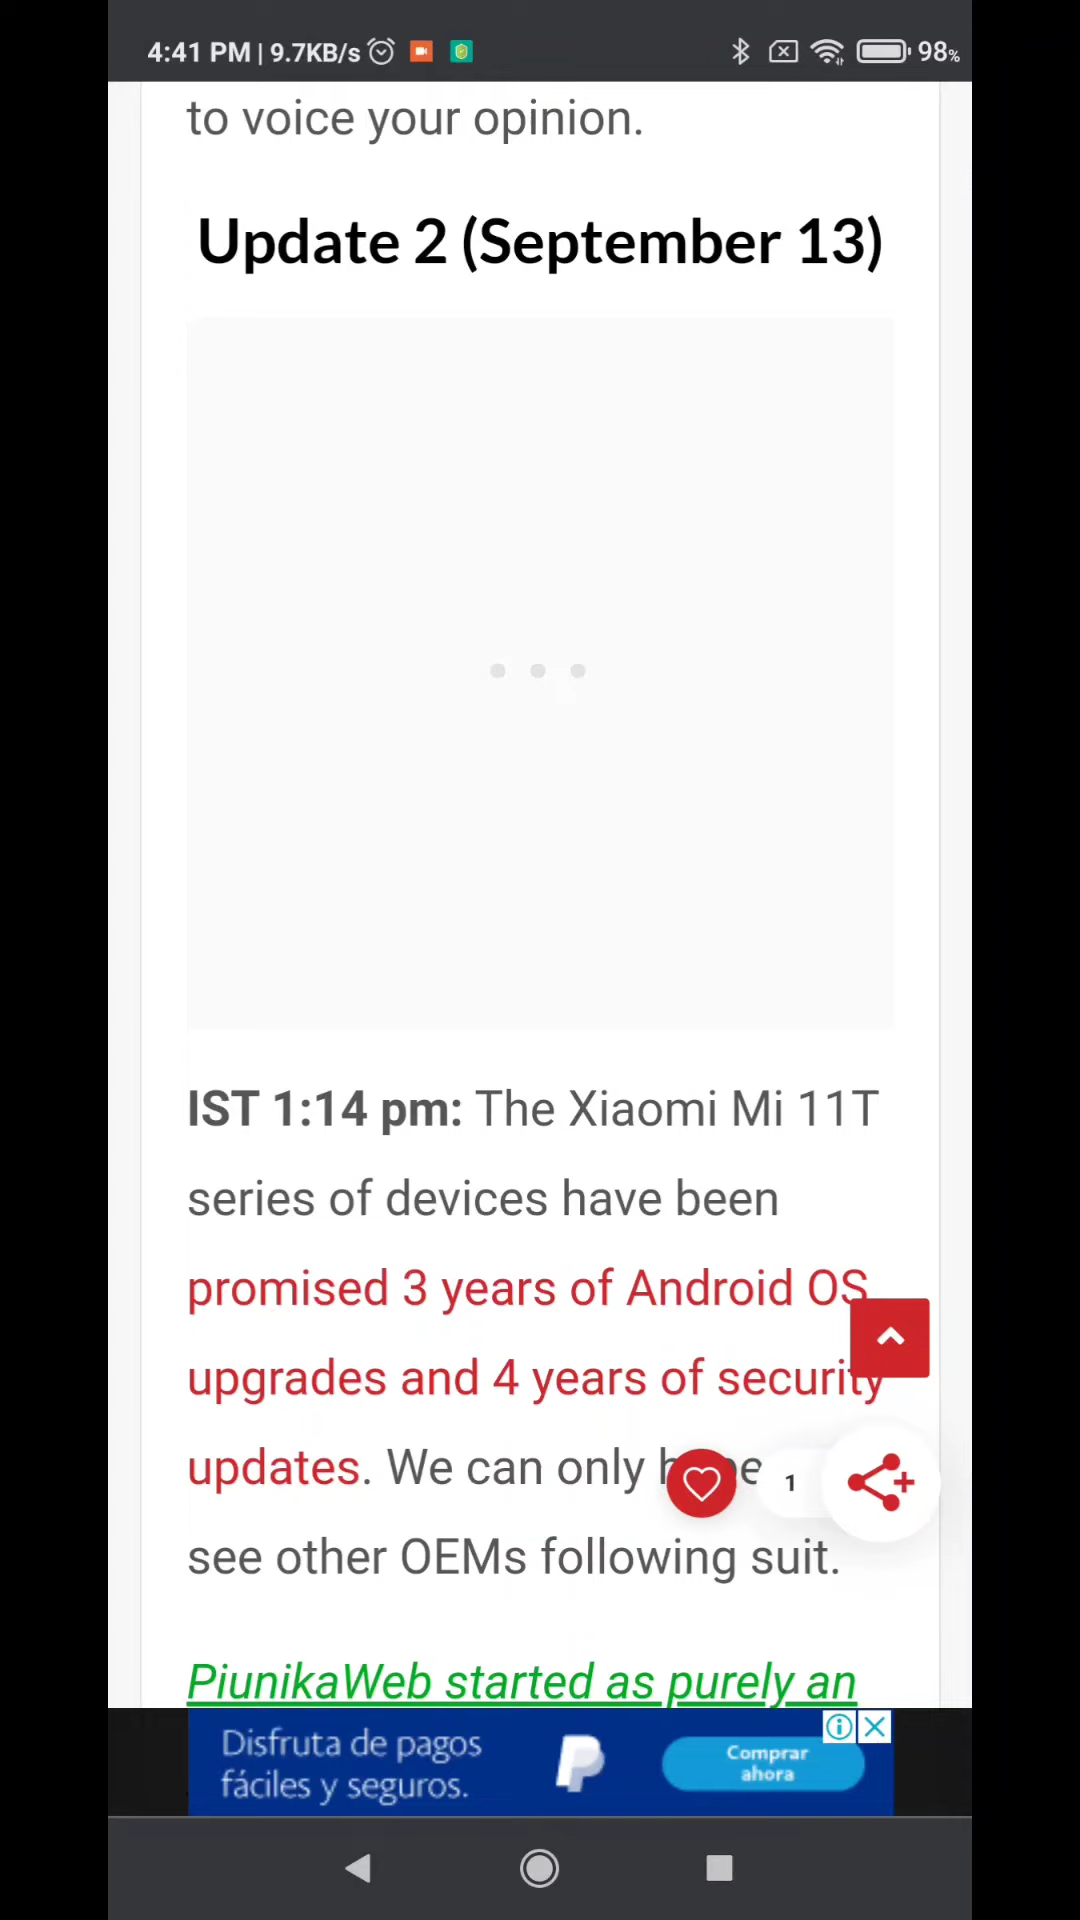 4:41 PM | 9.7KB/s 98%
to voice your opinion.
Update 2 (September 13)
IST 1:14 pm: The Xiaomi Mi 11T
series of devices have been
promised 3 years of Android OS
upgrades and 4 years of security
updates. We can only
1
see other OEMs following suit.
PiunikaWeb started as purely an
Disfruta de pagos
fáciles y seguros.
Comprar
ahora